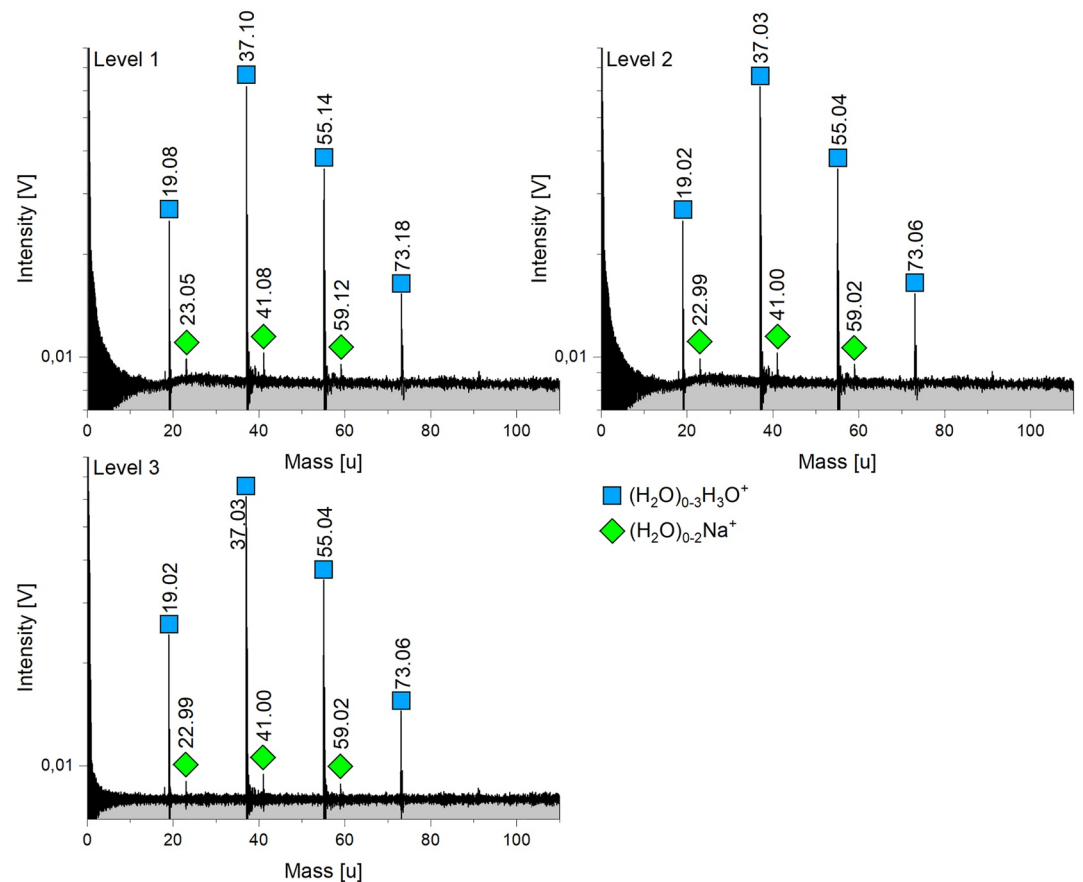 Level 1
Intensity [V]
0,01
19.08
23.05
37.10
41.08
55.14
59.12
73.18
0 20 40 60 80 100
Mass [u]
Level 2
Intensity [V]
0,01
19.02
22.99
37.03
41.00
55.04
59.02
73.06
0 20 40 60 80 100
Mass [u]
Level 3
Intensity [V]
0,01
19.02
22.99
37.03
41.00
55.04
59.02
73.06
0 20 40 60 80 100
Mass [u]
(H₂O)₀₋₃H₃O⁺
(H₂O)₀₋₂Na⁺